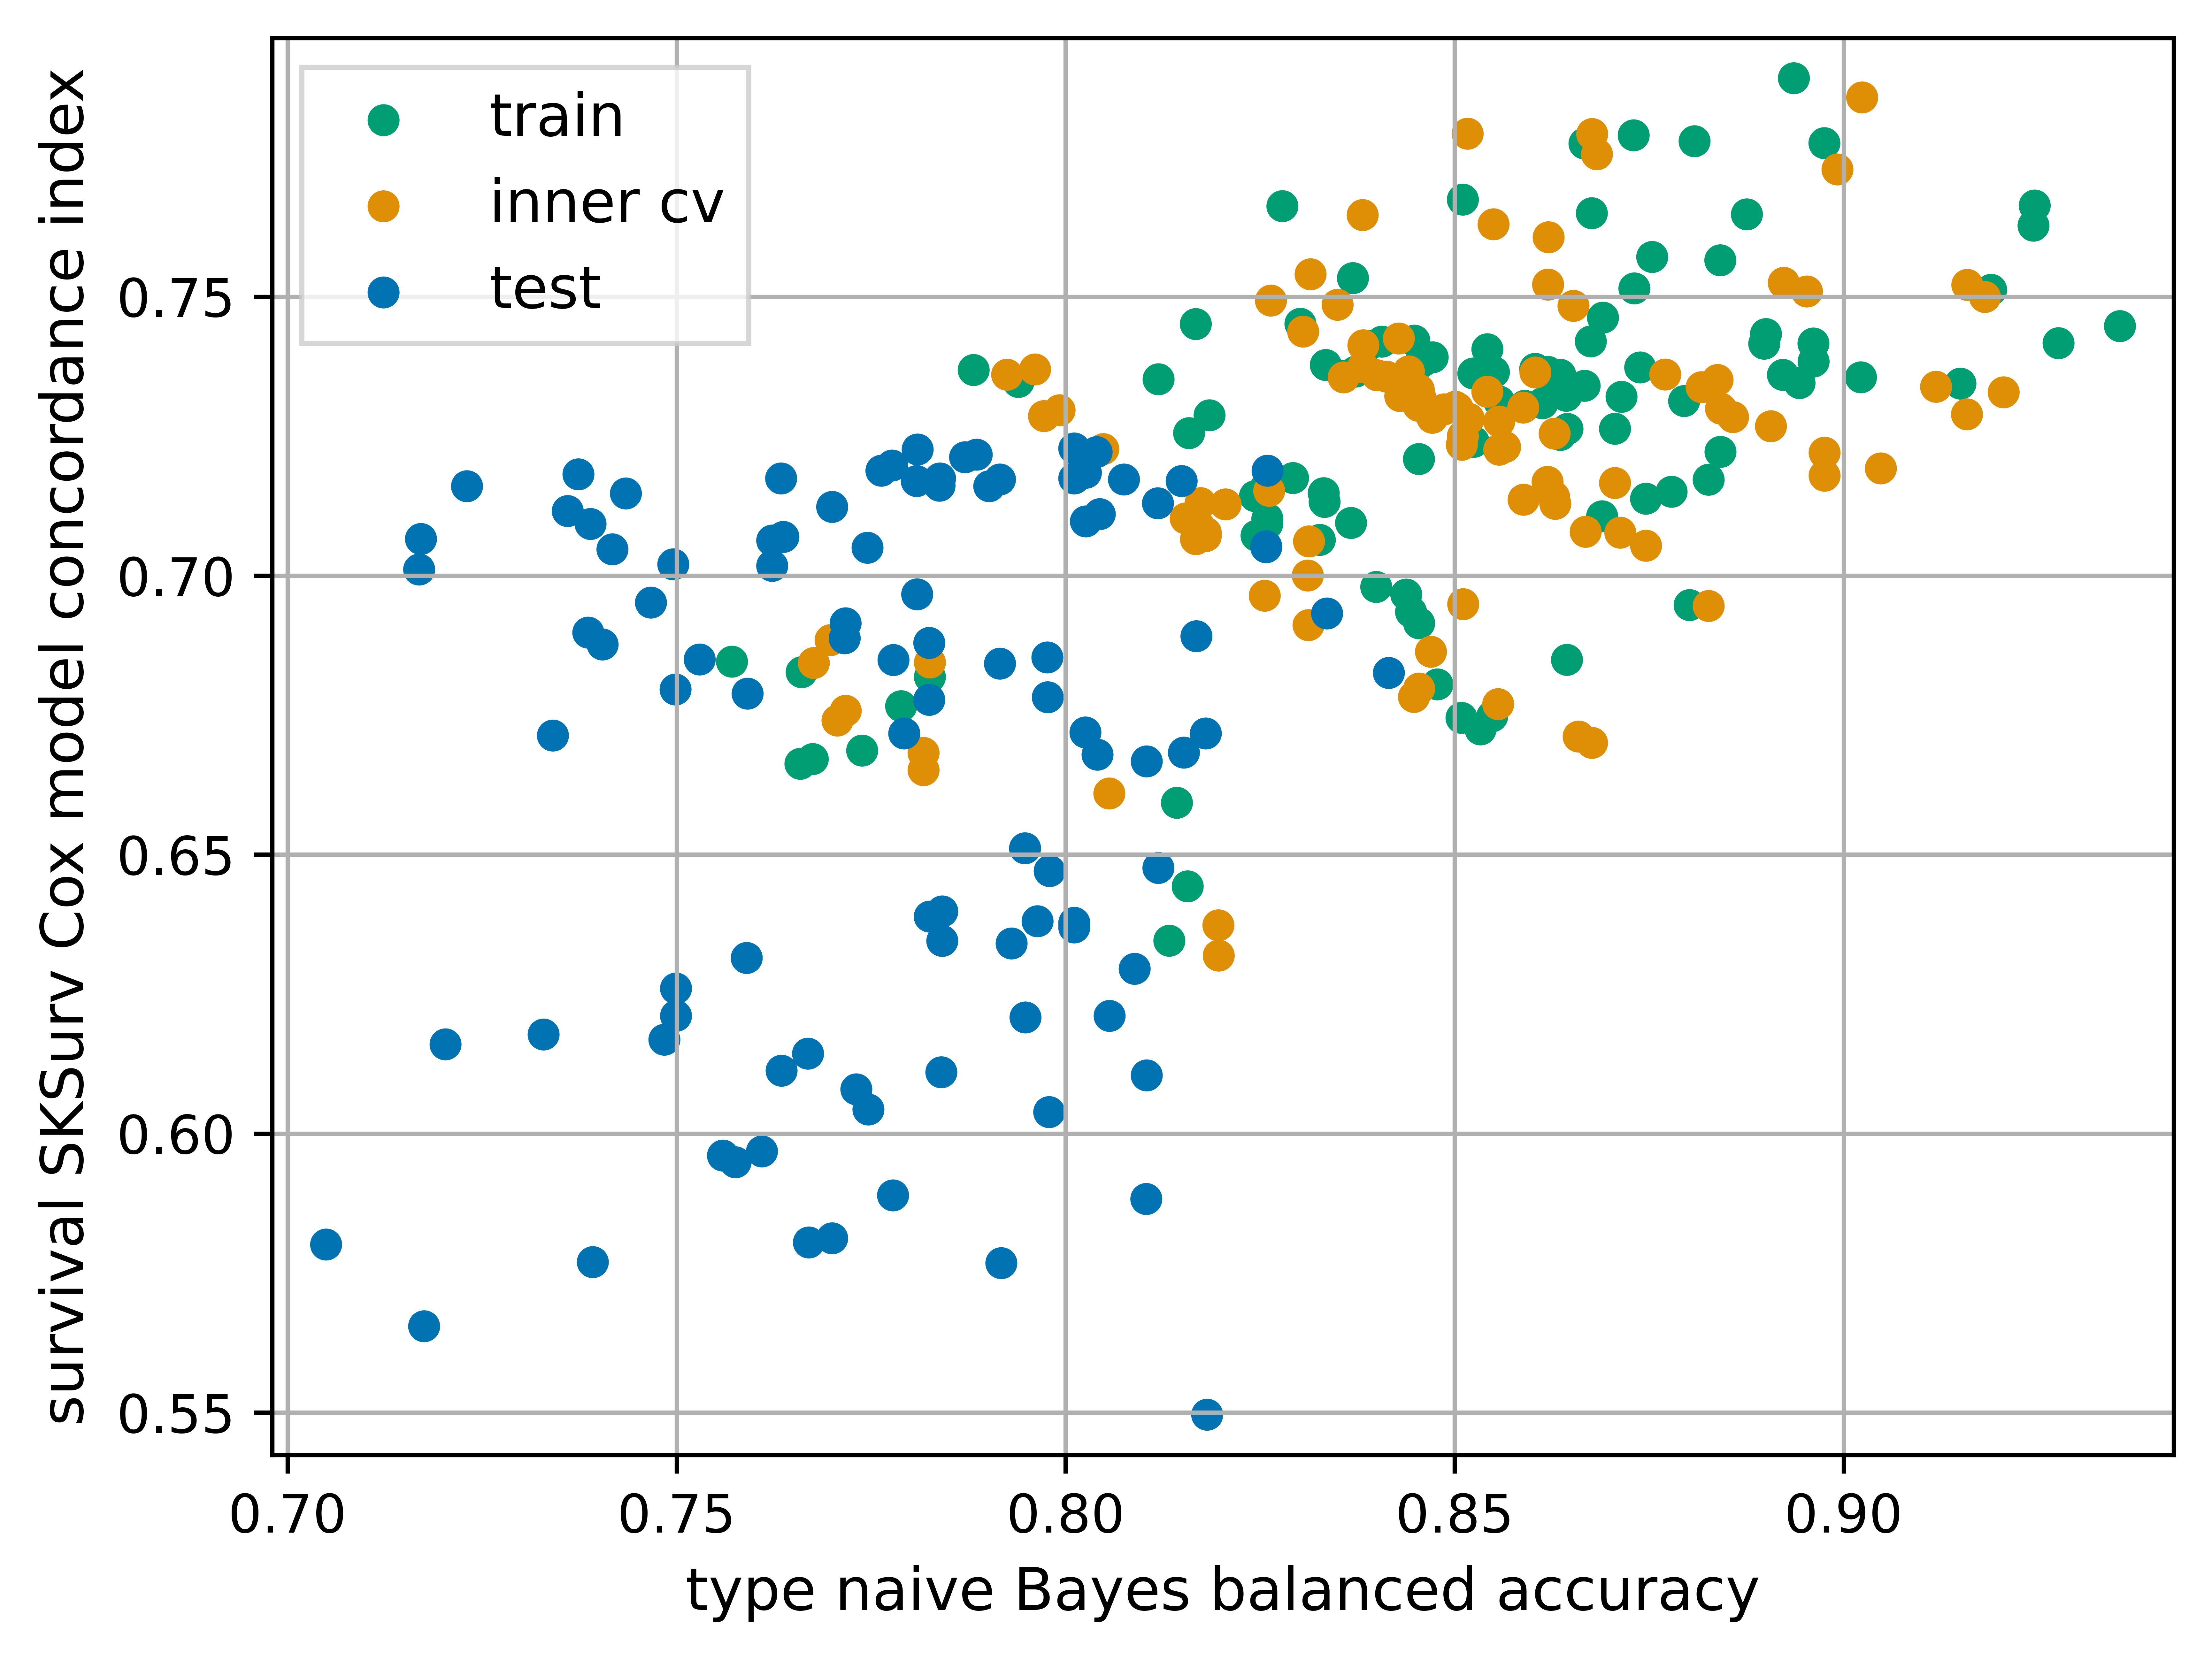 train
inner cv
test
survival SKSurv Cox model concordance index
0.75
0.70
0.65
0.60
0.55
0.70 0.75 0.80 0.85 0.90
type naive Bayes balanced accuracy